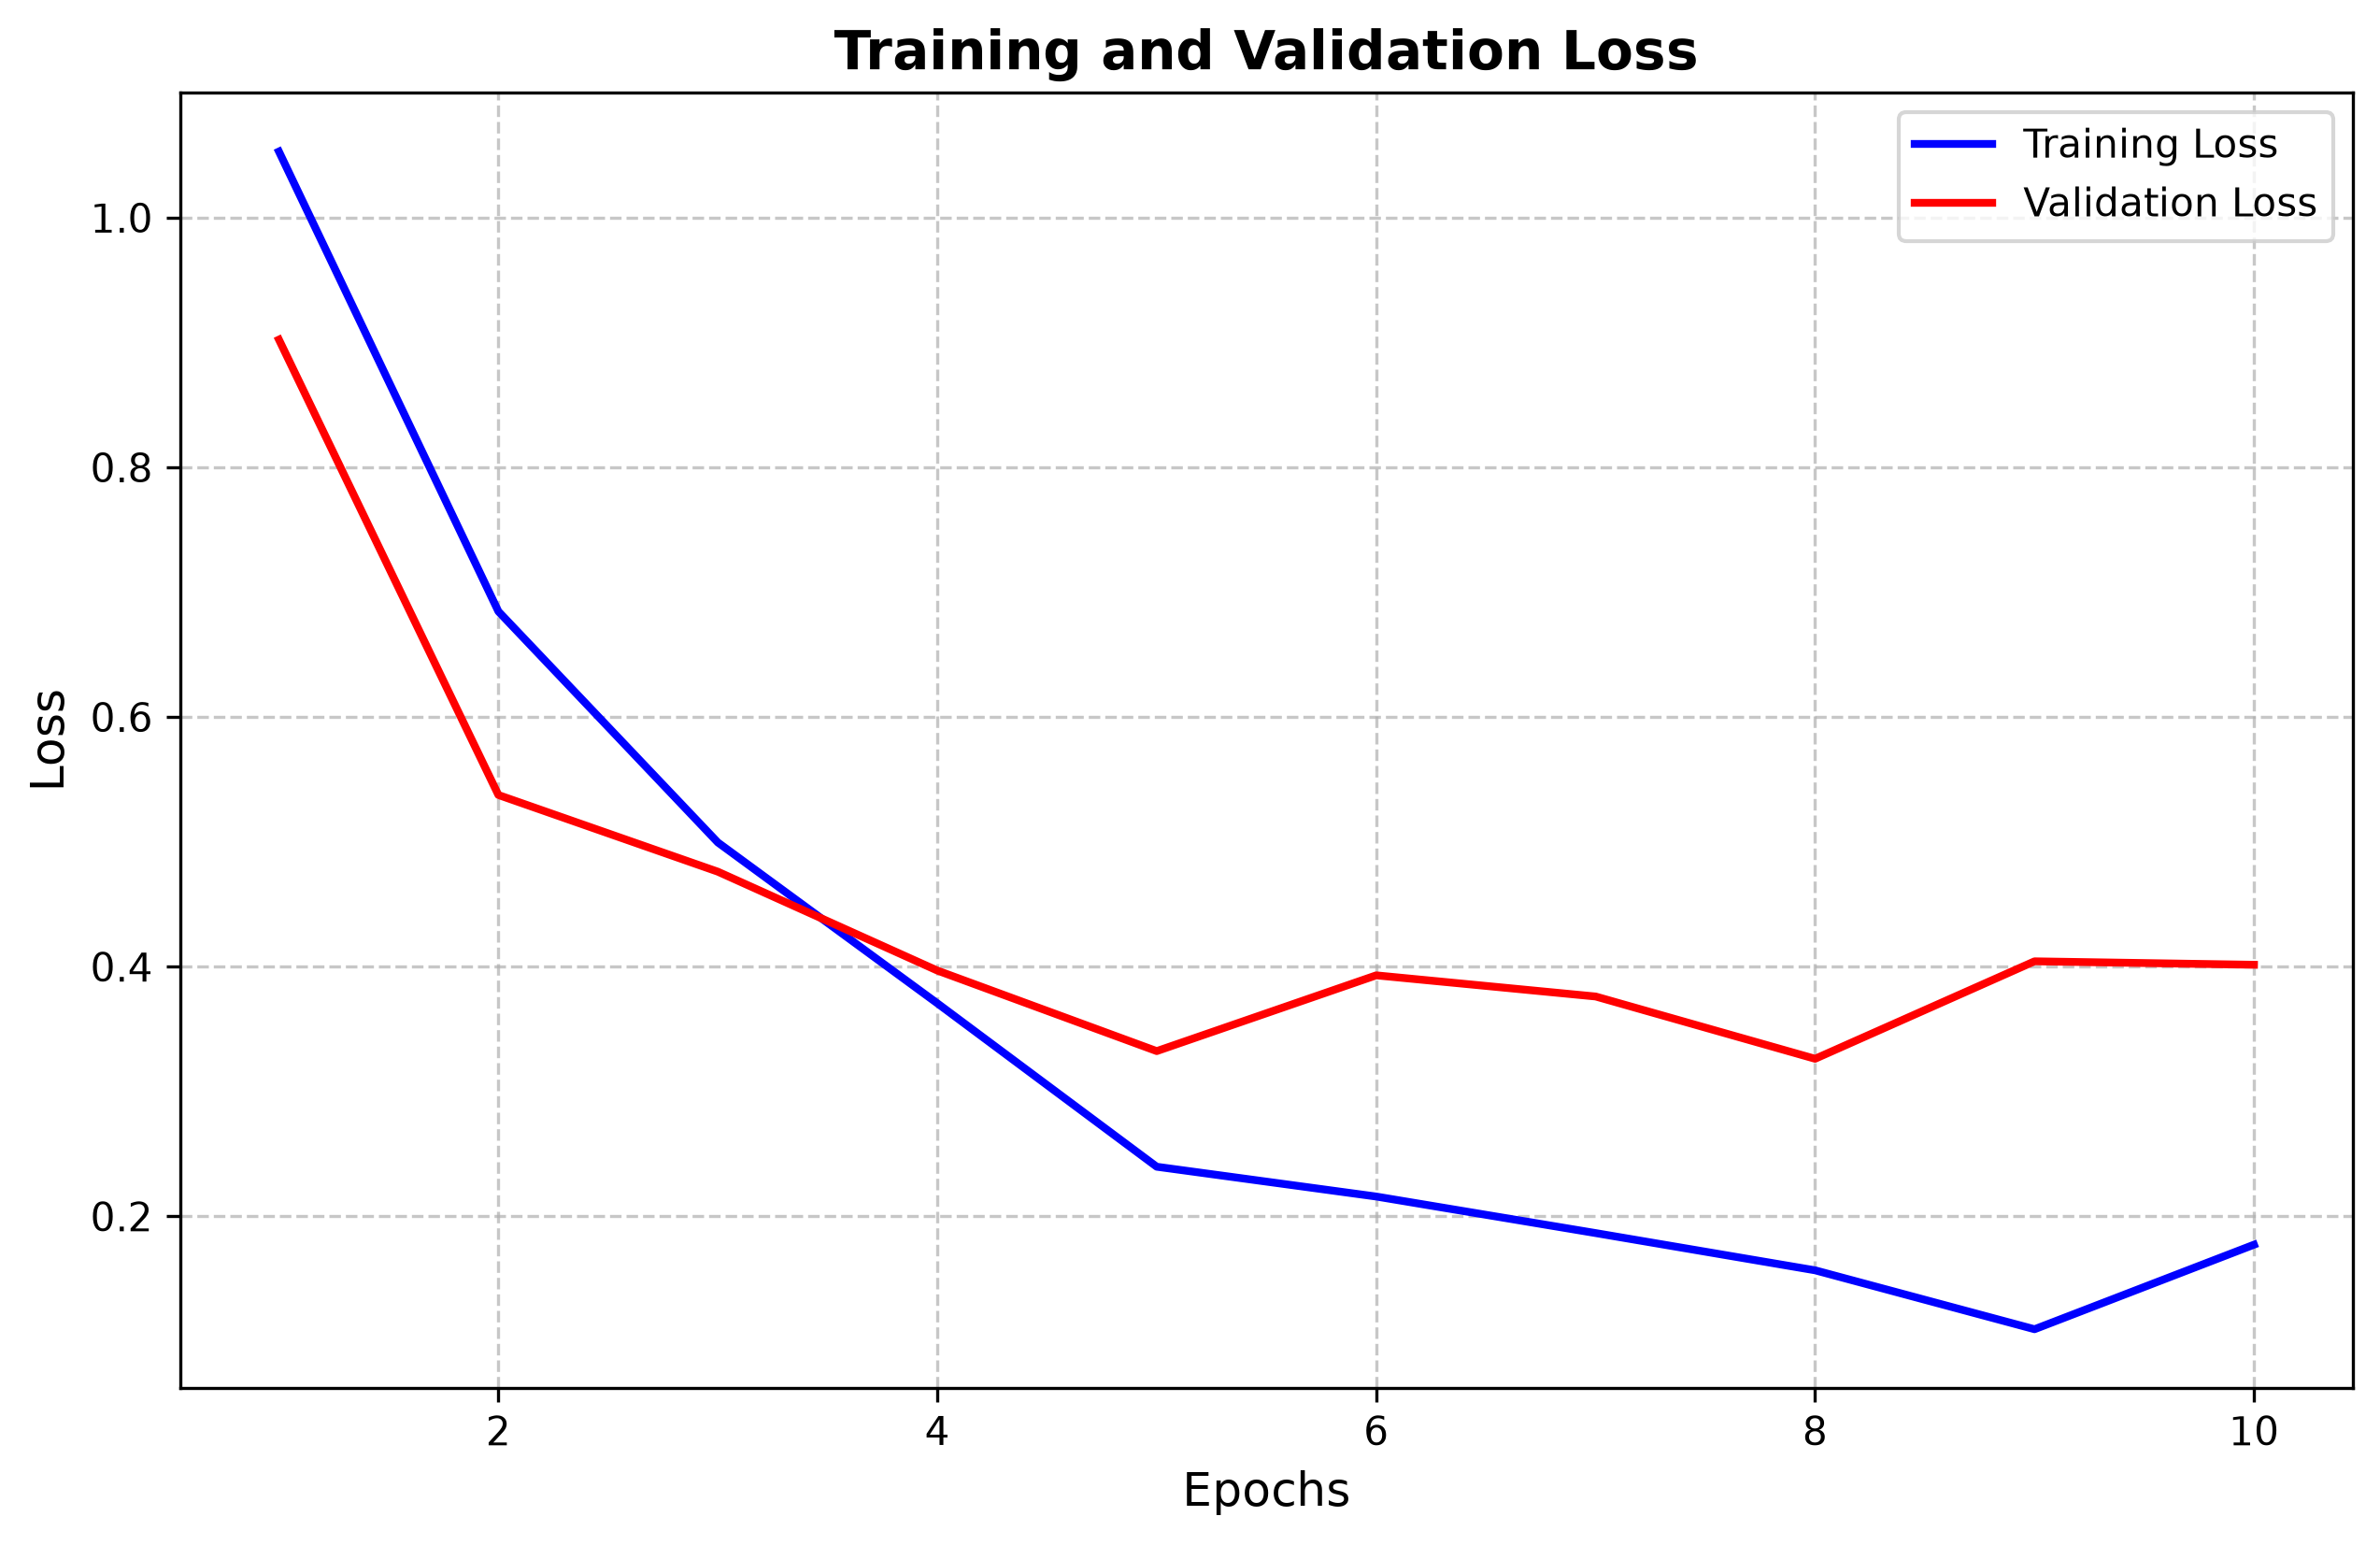 Training and Validation Loss
Training Loss
Validation Loss
1.0
0.8
0.6
0.4
0.2
Loss
2 4 6 8 10
Epochs